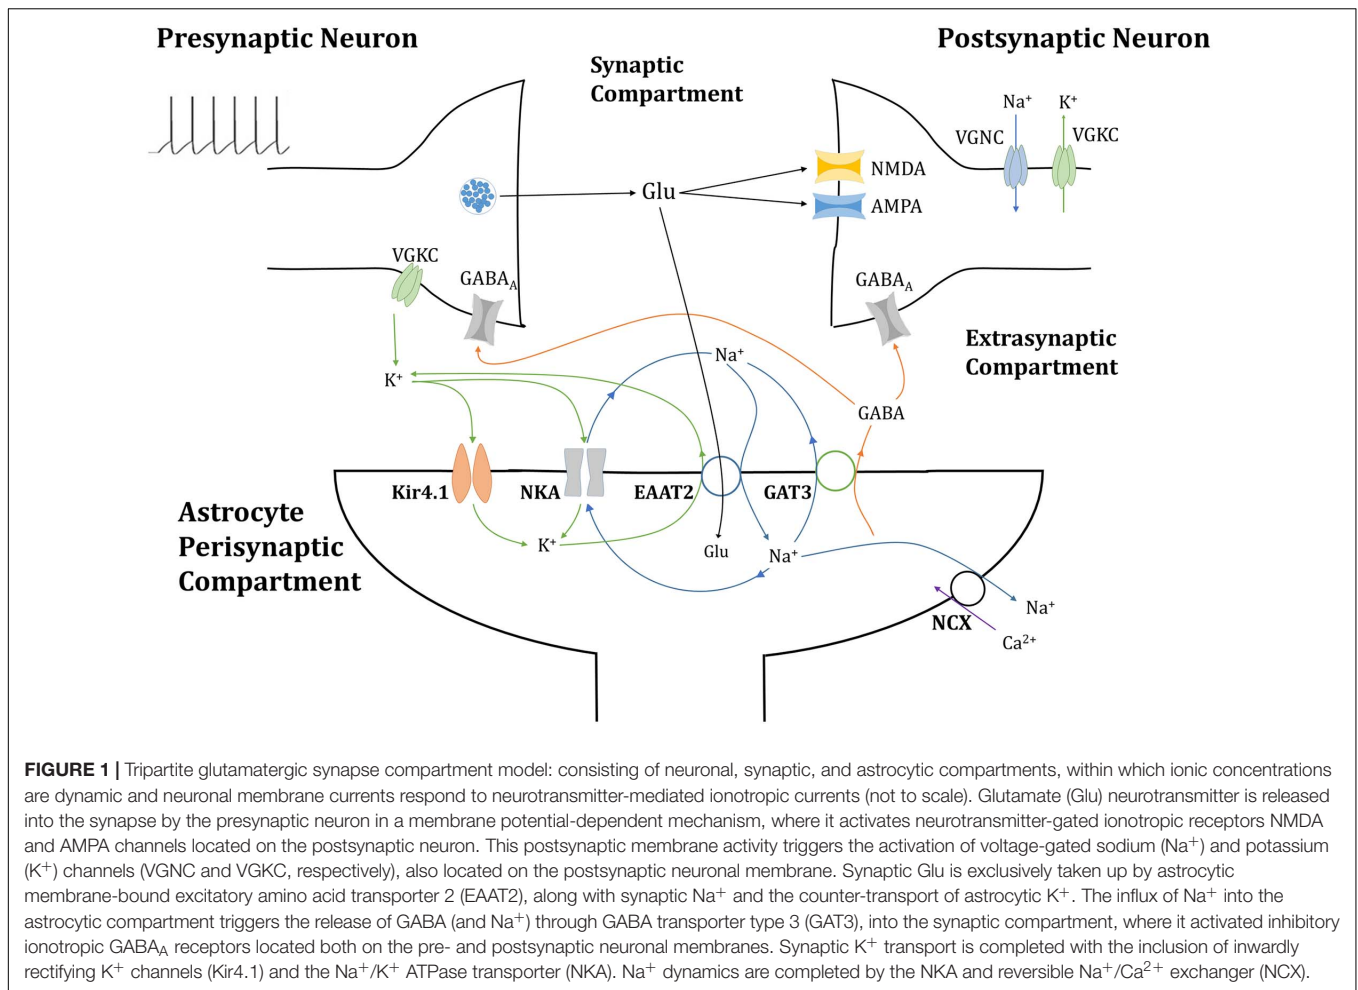 Presynaptic Neuron
Postsynaptic Neuron
Synaptic
Compartment
Na⁺
K⁺
VGNC
VGKC
NMDA
Glu
AMPA
VGKC
GABA_A
GABA_A
Extrasynaptic
Compartment
Na⁺
K⁺
GABA
Kir4.1
NKA
EAAT2
GAT3
Astrocyte
Perisynaptic
Compartment
K⁺
Glu
Na⁺
Na⁺
NCX
Ca²⁺
FIGURE 1 | Tripartite glutamatergic synapse compartment model: consisting of neuronal, synaptic, and astrocytic compartments, within which ionic concentrations
are dynamic and neuronal membrane currents respond to neurotransmitter-mediated ionotropic currents (not to scale). Glutamate (Glu) neurotransmitter is released
into the synapse by the presynaptic neuron in a membrane potential-dependent mechanism, where it activates neurotransmitter-gated ionotropic receptors NMDA
and AMPA channels located on the postsynaptic neuron. This postsynaptic membrane activity triggers the activation of voltage-gated sodium (Na⁺) and potassium
(K⁺) channels (VGNC and VGKC, respectively), also located on the postsynaptic neuronal membrane. Synaptic Glu is exclusively taken up by astrocytic
membrane-bound excitatory amino acid transporter 2 (EAAT2), along with synaptic Na⁺ and the counter-transport of astrocytic K⁺. The influx of Na⁺ into the
astrocytic compartment triggers the release of GABA (and Na⁺) through GABA transporter type 3 (GAT3), into the synaptic compartment, where it activated inhibitory
ionotropic GABA_A receptors located both on the pre- and postsynaptic neuronal membranes. Synaptic K⁺ transport is completed with the inclusion of inwardly
rectifying K⁺ channels (Kir4.1) and the Na⁺/K⁺ ATPase transporter (NKA). Na⁺ dynamics are completed by the NKA and reversible Na⁺/Ca²⁺ exchanger (NCX).